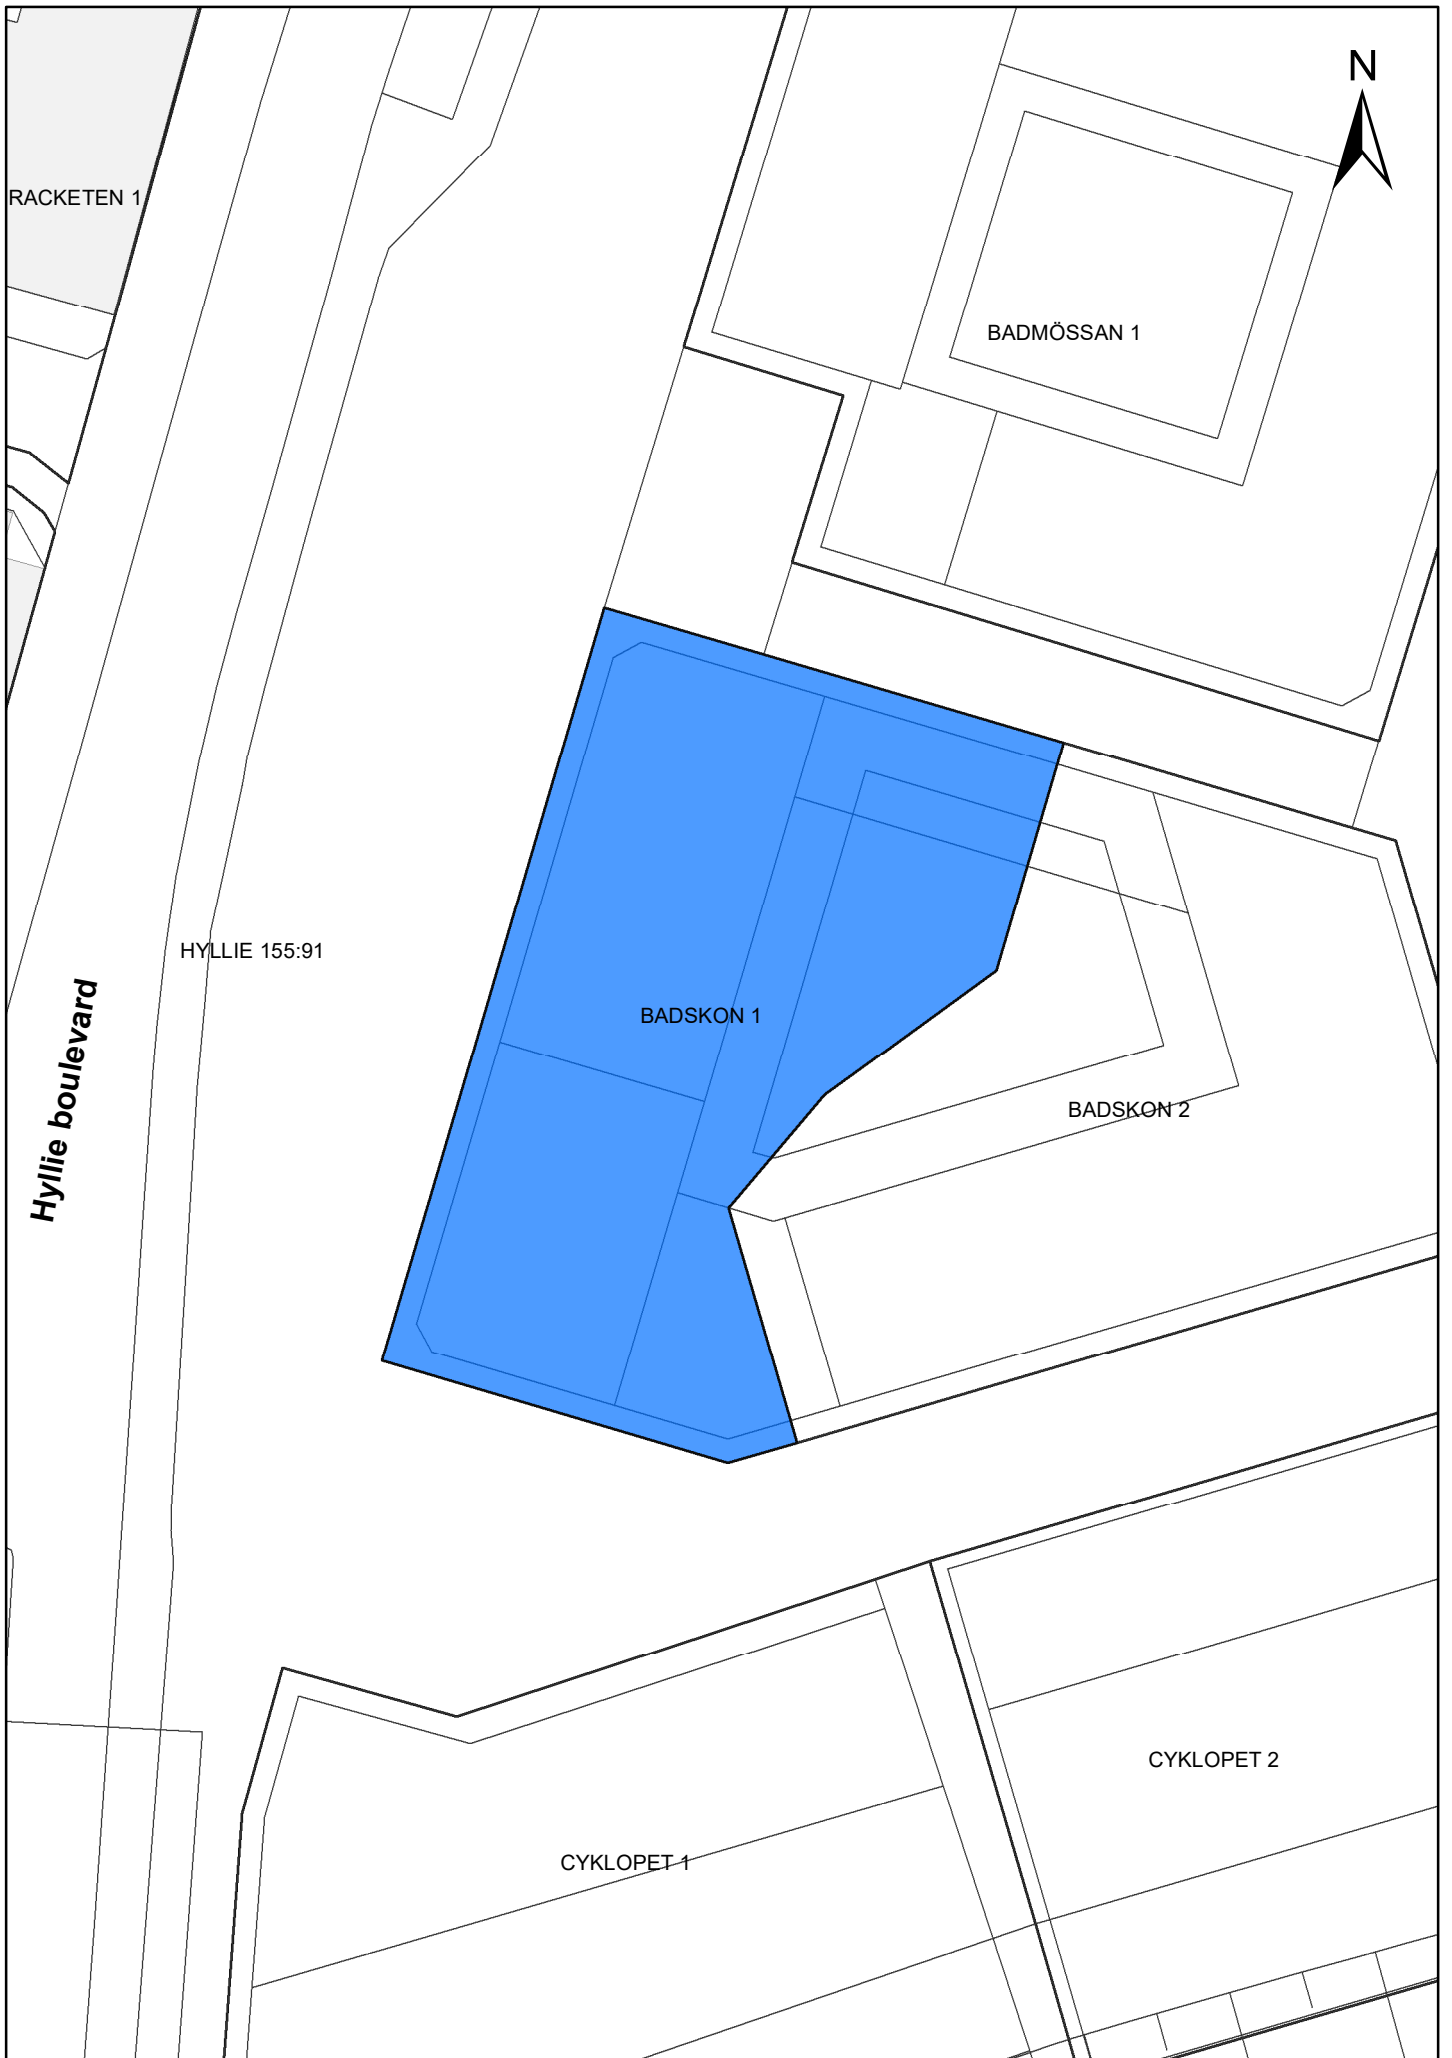 N
RACKETEN 1
BADMÖSSAN 1
HYLLIE 155:91
BADSKON 1
Hyllie boulevard
BADSKON 2
CYKLOPET 2
CYKLOPET 1